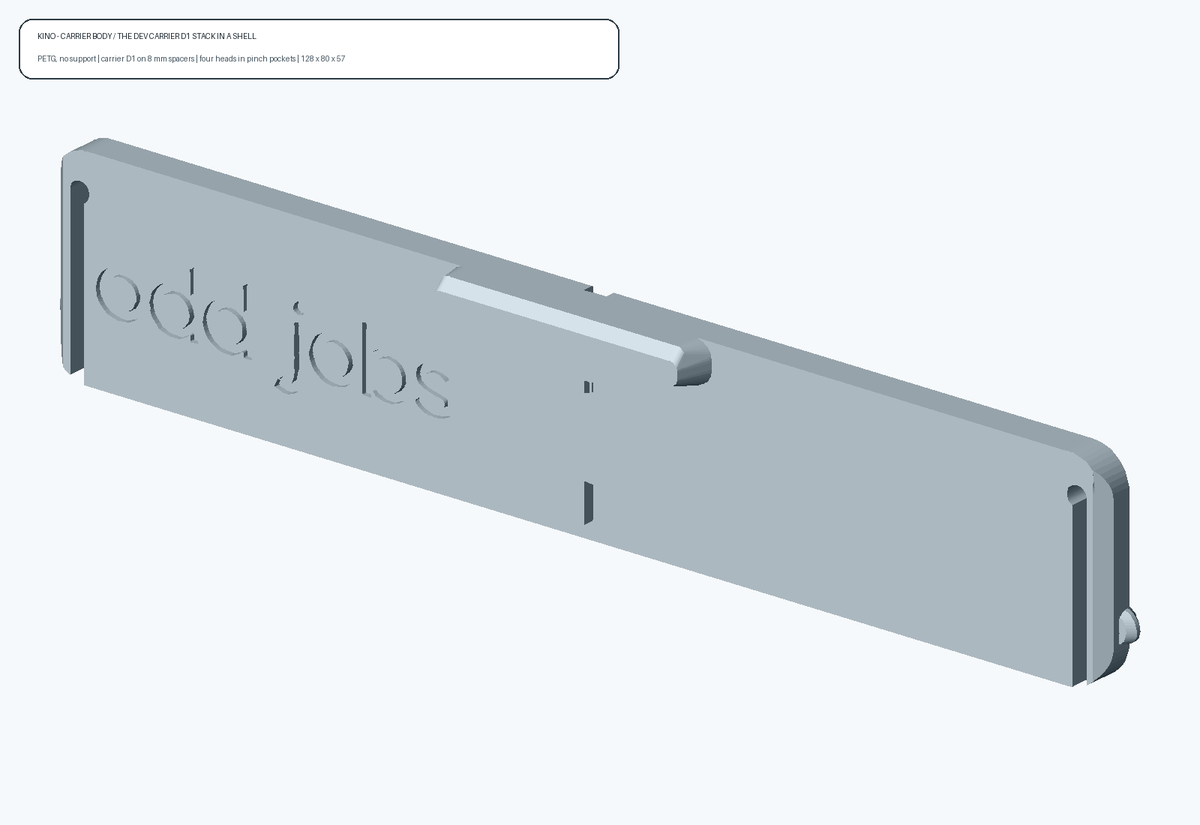 KINO - CARRIER BODY / THE DEV CARRIER D1 STACK IN A SHELL
PETG, no support | carrier D1 on 8 mm spacers | four heads in pinch pockets | 128 x 80 x 57
odd jobs